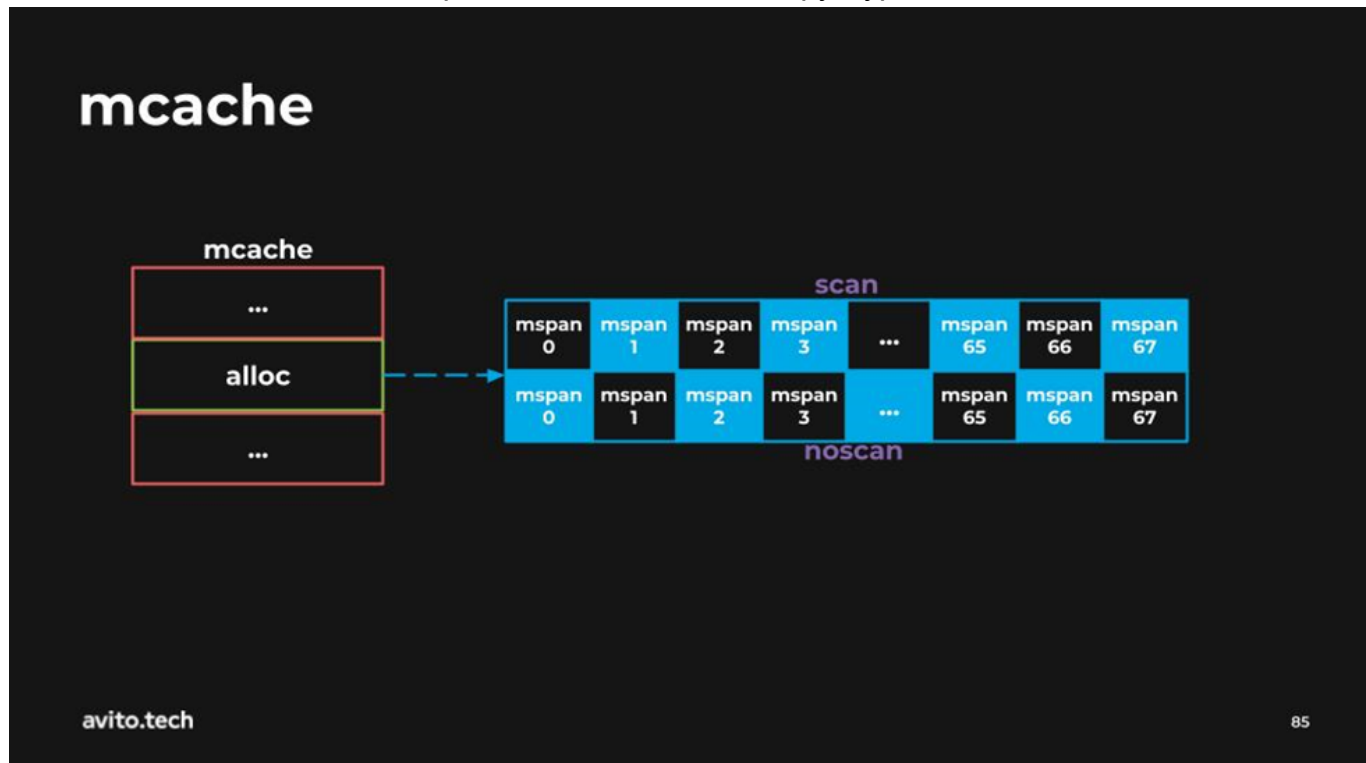 mcache
mcache
...
alloc
...
scan
mspan 0 mspan 1 mspan 2 mspan 3 ... mspan 65 mspan 66 mspan 67
mspan 0 mspan 1 mspan 2 mspan 3 ... mspan 65 mspan 66 mspan 67
noscan
avito.tech
85